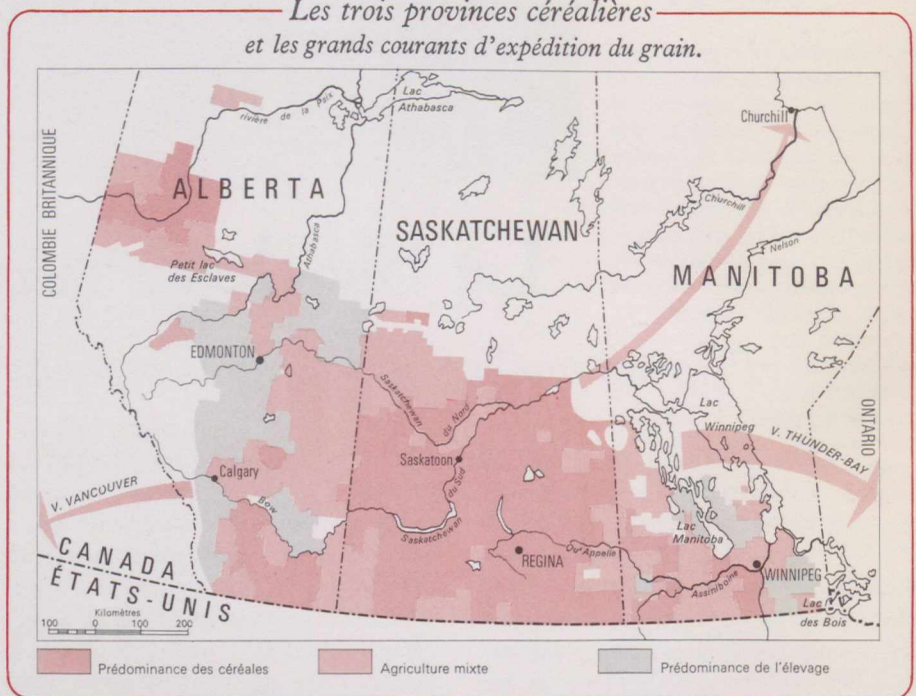 Les trois provinces céréalières
et les grands courants d'expédition du grain.
COLOMBIE BRITANNIQUE
rivière de la Paix
Lac
Athabasca
Churchill
ALBERTA
SASKATCHEWAN
Churchill
Nelson
MANITOBA
Athabasca
Petit lac
des Esclaves
EDMONTON
Saskatchewan
du Nord
Lac
Winnipeg
V. THUNDER-BAY
ONTARIO
Calgary
Saskatoon
du Sud
V. VANCOUVER
Bow
Saskatchewan
Lac
Manitoba
Qu'Appelle
REGINA
Assiniboine
WINNIPEG
Lac
des Bois
CANADA
ÉTATS-UNIS
Kilomètres
100 0 100 200
Prédominance des céréales
Agriculture mixte
Prédominance de l'élevage